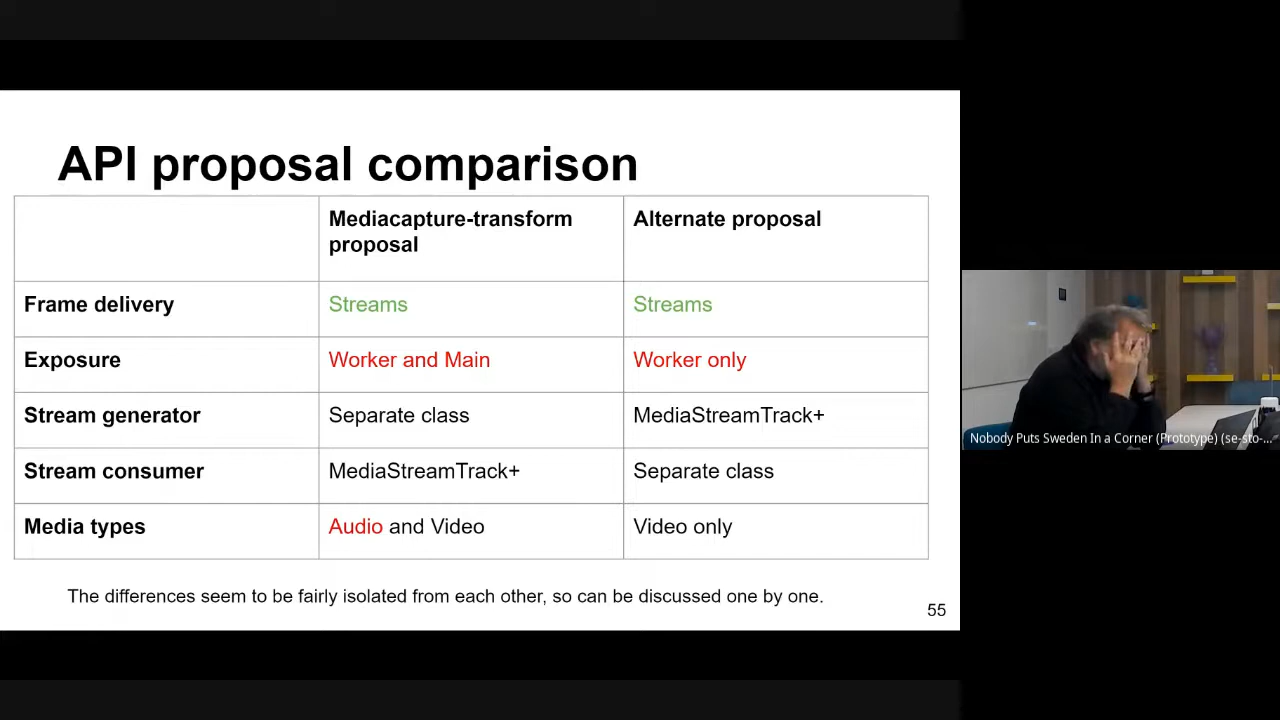 API proposal comparison
Mediacapture-transform
proposal
Alternate proposal
Frame delivery
Streams
Streams
Exposure
Worker and Main
Worker only
Stream generator
Separate class
MediaStreamTrack+
Stream consumer
MediaStreamTrack+
Separate class
Media types
Audio and Video
Video only
The differences seem to be fairly isolated from each other, so can be discussed one by one.
55
Nobody Puts Sweden In a Corner (Prototype) (se-sto-...